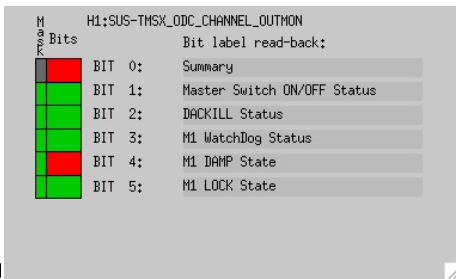 H1:SUS-TMSX_ODC_CHANNEL_OUTMON
Mask Bits Bit label read-back:
BIT 0: Summary
BIT 1: Master Switch ON/OFF Status
BIT 2: DACKILL Status
BIT 3: M1 WatchDog Status
BIT 4: M1 DAMP State
BIT 5: M1 LOCK State